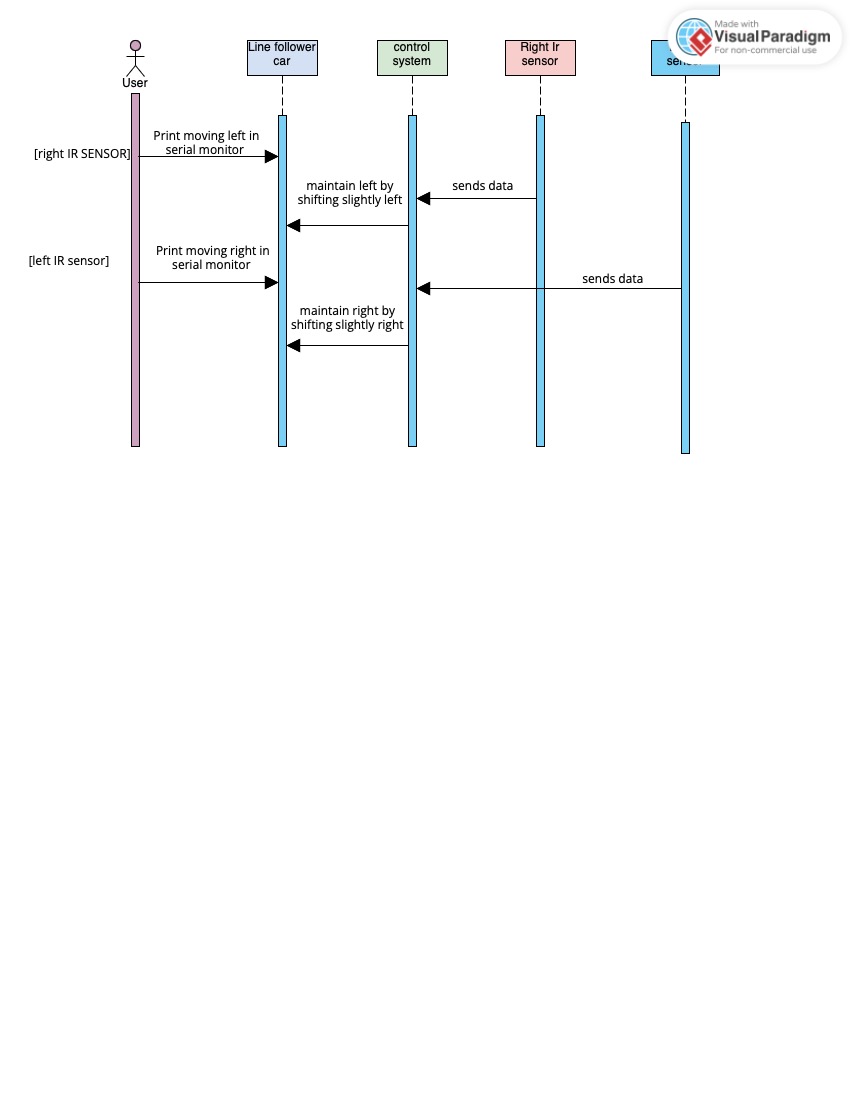 Made with
Visual Paradigm
For non-commercial use
Line follower
car
control
system
Right Ir
sensor
User
Print moving left in
serial monitor
[right IR SENSOR]
maintain left by
shifting slightly left
sends data
Print moving right in
serial monitor
[left IR sensor]
sends data
maintain right by
shifting slightly right